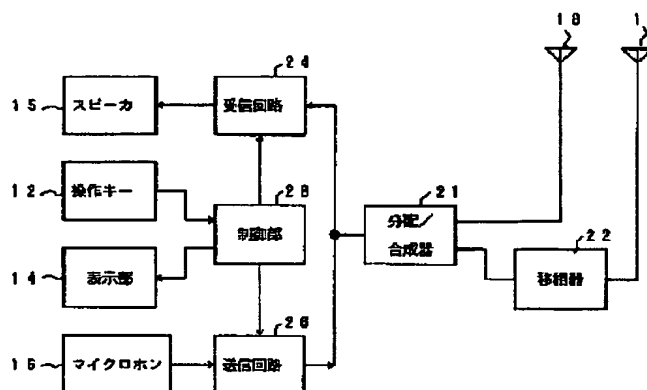 18
1
24
15
スピーカ
受信回路
12
操作キー
28
制御部
21
分配/
合成器
22
移相器
14
表示部
26
16
マイクロホン
送信回路